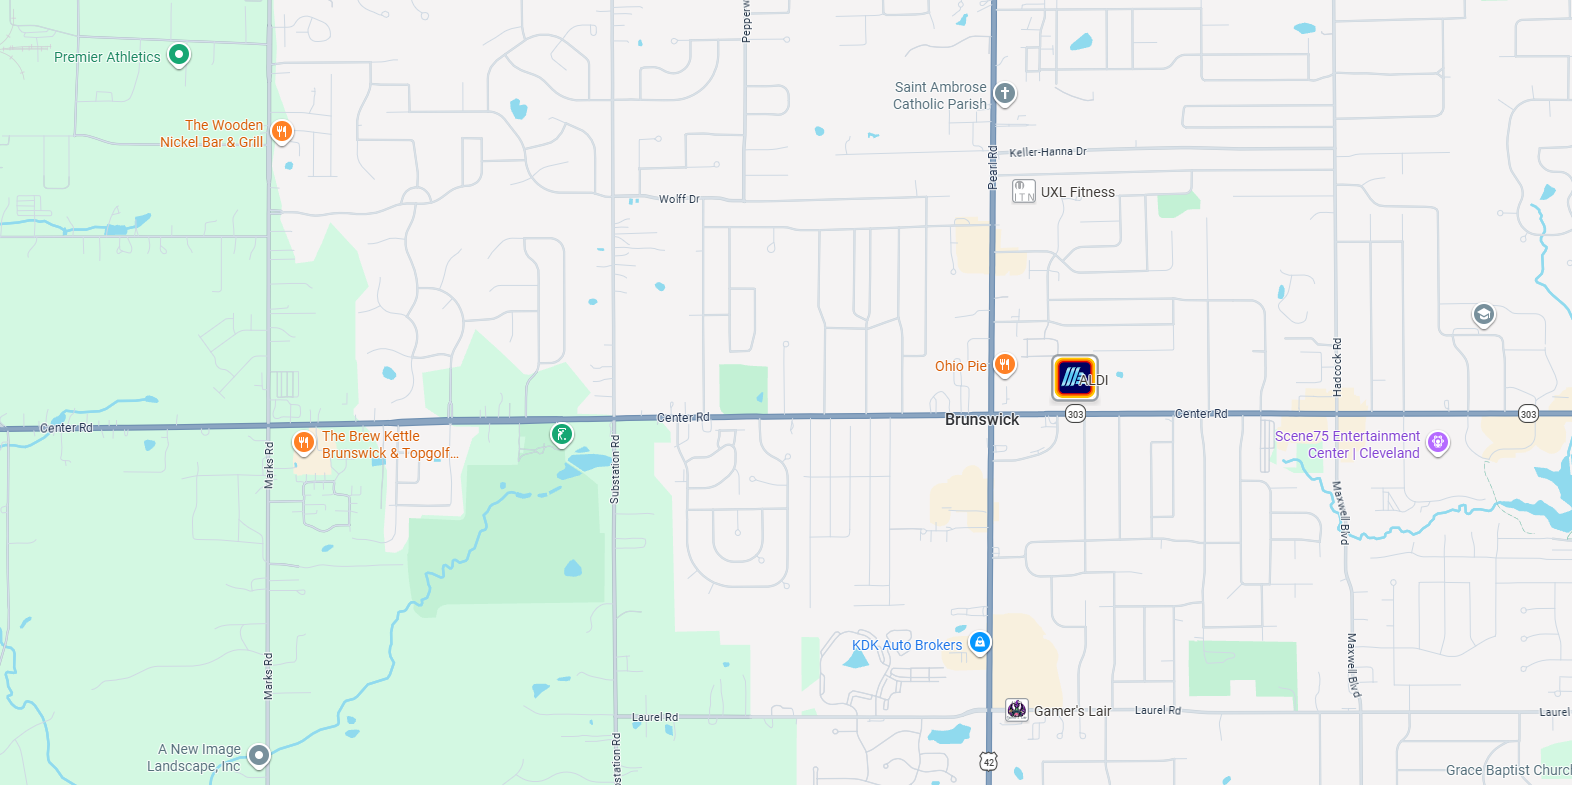 Pepperw
Premier Athletics
Saint Ambrose
Catholic Parish
The Wooden
Nickel Bar & Grill
Pearl Rd
Keller-Hanna Dr
UXL Fitness
Wolff Dr
Ohio Pie
ALDI
Hadcock Rd
Center Rd
Center Rd
Brunswick
303
Center Rd
303
The Brew Kettle
Brunswick & Topgolf...
Scene75 Entertainment
Center | Cleveland
Marks Rd
Substation Rd
Maxwell Blvd
KDK Auto Brokers
Marks Rd
Maxwell Blvd
Laurel Rd
Gamer's Lair
Laurel Rd
Laurel
A New Image
Landscape, Inc
station Rd
42
Grace Baptist Church